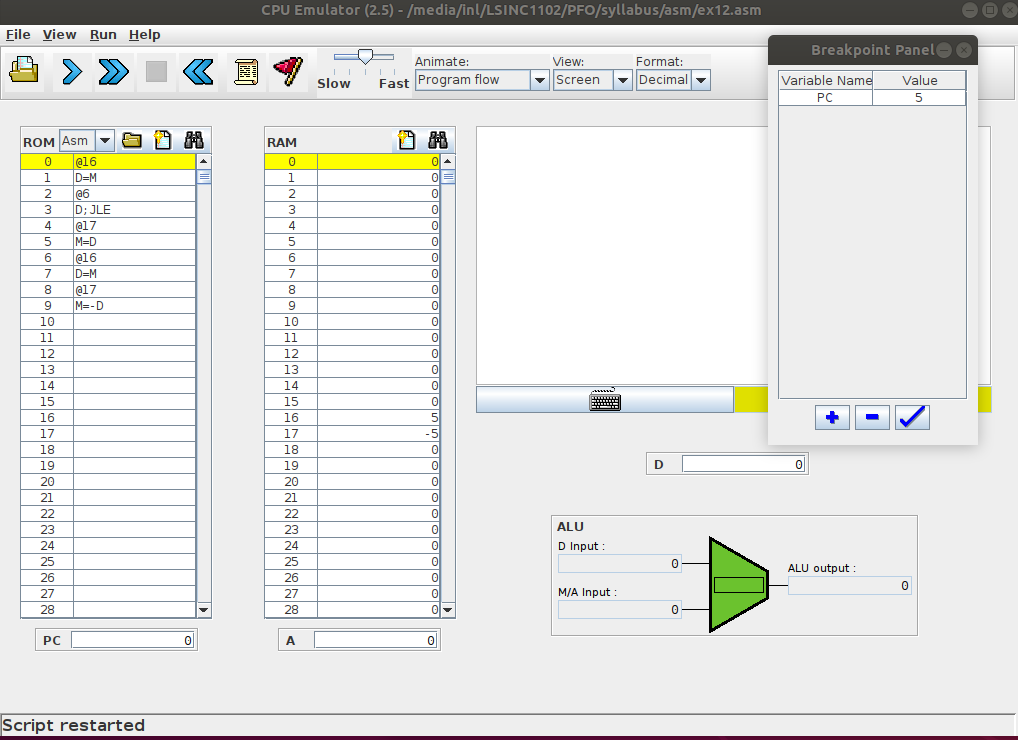 CPU Emulator (2.5) - /media/inl/LSINC1102/PFO/syllabus/asm/ex12.asm
File View Run Help
Slow Fast
Animate: View: Format:
Program flow Screen Decimal
Breakpoint Panel
Variable Name Value
PC 5
ROM Asm
0 @16
1 D=M
2 @6
3 D;JLE
4 @17
5 M=D
6 @16
7 D=M
8 @17
9 M=-D
10
11
12
13
14
15
16
17
18
19
20
21
22
23
24
25
26
27
28
PC 0
RAM
0 0
1 0
2 0
3 0
4 0
5 0
6 0
7 0
8 0
9 0
10 0
11 0
12 0
13 0
14 0
15 0
16 5
17 -5
18 0
19 0
20 0
21 0
22 0
23 0
24 0
25 0
26 0
27 0
28 0
A 0
D 0
ALU
D Input :
0
M/A Input :
0
ALU output :
0
Script restarted